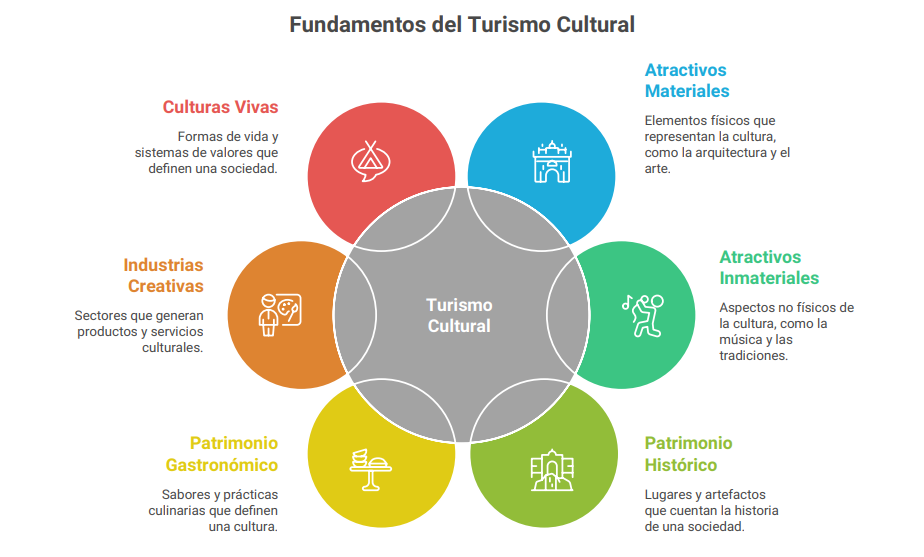 Fundamentos del Turismo Cultural
Culturas Vivas
Formas de vida y
sistemas de valores que
definen una sociedad.
Atractivos
Materiales
Elementos físicos que
representan la cultura,
como la arquitectura y el
arte.
Industrias
Creativas
Sectores que generan
productos y servicios
culturales.
Turismo
Cultural
Atractivos
Inmateriales
Aspectos no físicos de
la cultura, como la
música y las
tradiciones.
Patrimonio
Gastronómico
Sabores y prácticas
culinarias que definen
una cultura.
Patrimonio
Histórico
Lugares y artefactos
que cuentan la historia
de una sociedad.